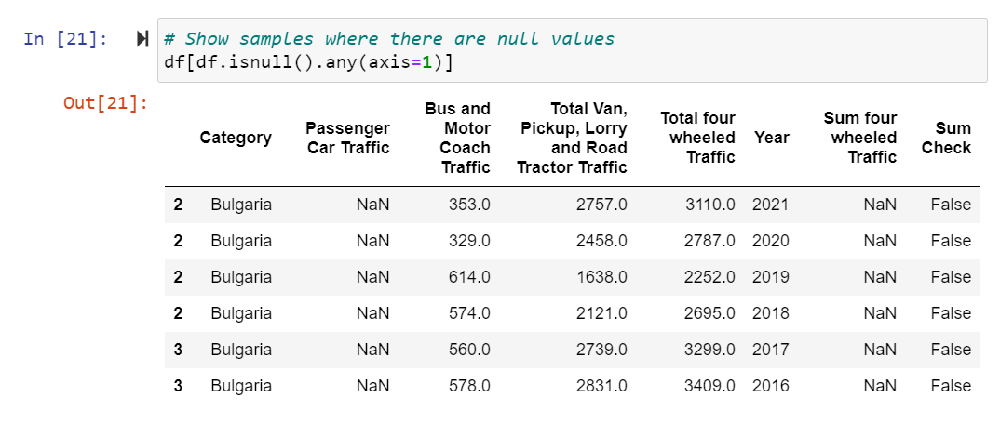 In [21]:
# Show samples where there are null values
df[df.isnull().any(axis=1)]
Out[21]:
Category Passenger Car Traffic Bus and Motor Coach Traffic Total Van, Pickup, Lorry and Road Tractor Traffic Total four wheeled Traffic Year Sum four wheeled Traffic Sum Check
2 Bulgaria NaN 353.0 2757.0 3110.0 2021 NaN False
2 Bulgaria NaN 329.0 2458.0 2787.0 2020 NaN False
2 Bulgaria NaN 614.0 1638.0 2252.0 2019 NaN False
2 Bulgaria NaN 574.0 2121.0 2695.0 2018 NaN False
3 Bulgaria NaN 560.0 2739.0 3299.0 2017 NaN False
3 Bulgaria NaN 578.0 2831.0 3409.0 2016 NaN False